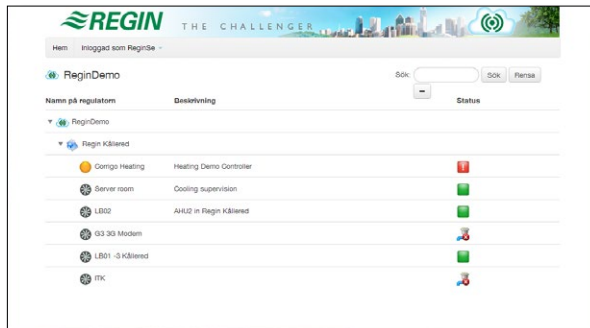 REGIN THE CHALLENGER
Hem Inloggad som ReginSe
ReginDemo Sök: Sök Rensa
Namn på regulatorn Beskrivning Status
ReginDemo
Regin Kållered
Corrigo Heating Heating Demo Controller
Server room Cooling supervision
LB02 AHU2 in Regin Kållered
G3 3G Modem
LB01 -3 Kållered
ITK